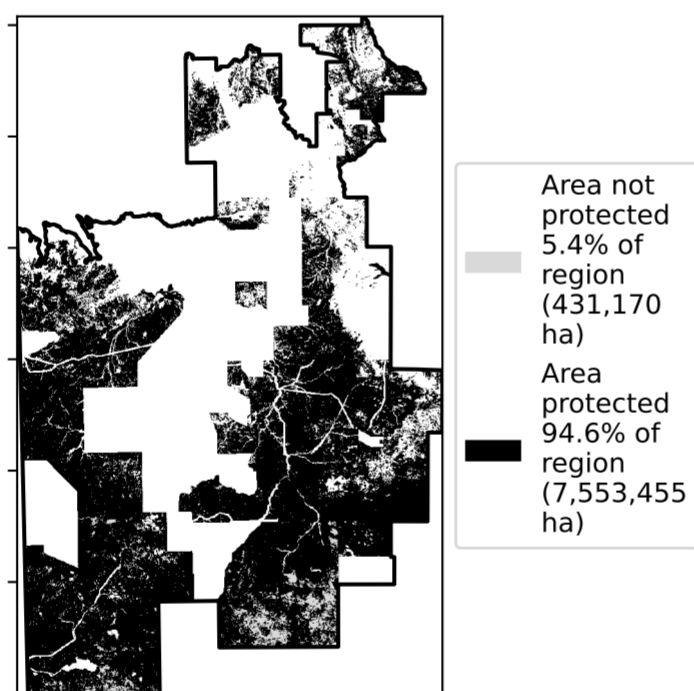 Area not
protected
5.4% of
region
(431,170
ha)
Area
protected
94.6% of
region
(7,553,455
ha)